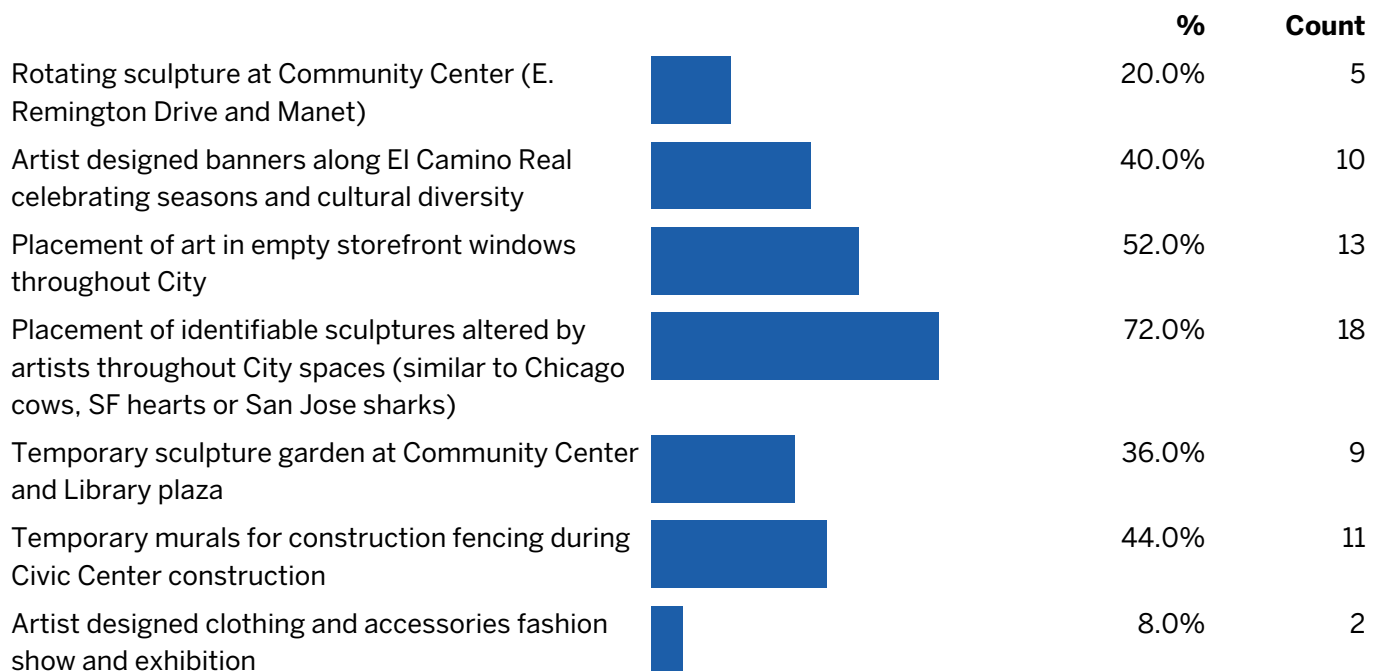 % Count
Rotating sculpture at Community Center (E. 20.0% 5
Remington Drive and Manet)
Artist designed banners along El Camino Real 40.0% 10
celebrating seasons and cultural diversity
Placement of art in empty storefront windows 52.0% 13
throughout City
Placement of identifiable sculptures altered by 72.0% 18
artists throughout City spaces (similar to Chicago
cows, SF hearts or San Jose sharks)
Temporary sculpture garden at Community Center 36.0% 9
and Library plaza
Temporary murals for construction fencing during 44.0% 11
Civic Center construction
Artist designed clothing and accessories fashion 8.0% 2
show and exhibition